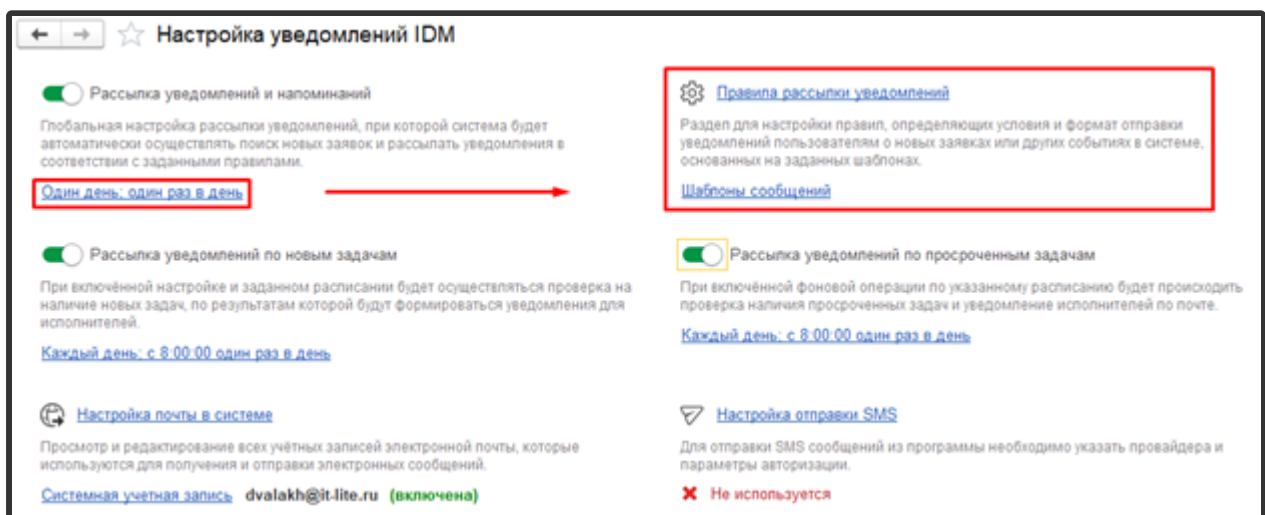 Настройка уведомлений IDM
Рассылка уведомлений и напоминаний
Глобальная настройка рассылки уведомлений, при которой система будет
автоматически осуществлять поиск новых заявок и рассылать уведомления в
соответствии с заданными правилами.
Один день; один раз в день
Правила рассылки уведомлений
Раздел для настройки правил, определяющих условия и формат отправки
уведомлений пользователям о новых заявках или других событиях в системе,
основанных на заданных шаблонах.
Шаблоны сообщений
Рассылка уведомлений по новым задачам
При включённой настройке и заданном расписании будет осуществляться проверка на
наличие новых задач, по результатам которой будут формироваться уведомления для
исполнителей.
Каждый день; с 8:00:00 один раз в день
Рассылка уведомлений по просроченным задачам
При включённой фоновой операции по указанному расписанию будет происходить
проверка наличия просроченных задач и уведомление исполнителей по почте.
Каждый день; с 8:00:00 один раз в день
Настройка почты в системе
Просмотр и редактирование всех учётных записей электронной почты, которые
используются для получения и отправки электронных сообщений.
Системная учетная запись dvalakh@it-lite.ru (включена)
Настройка отправки SMS
Для отправки SMS сообщений из программы необходимо указать провайдера и
параметры авторизации.
Не используется